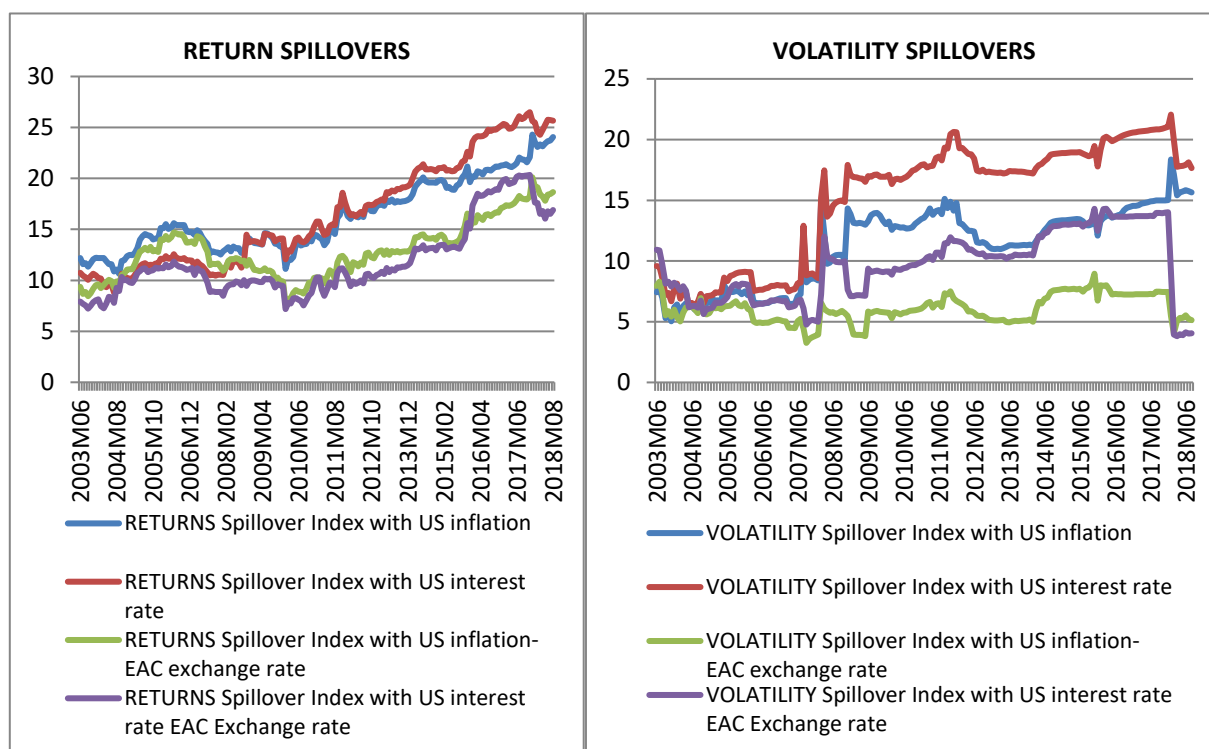 RETURN SPILLOVERS
30
25
20
15
10
5
0
2003M06
2004M08
2005M10
2006M12
2008M02
2009M04
2010M06
2011M08
2012M10
2013M12
2015M02
2016M04
2017M06
2018M08
RETURNS Spillover Index with US inflation
RETURNS Spillover Index with US interest
rate
RETURNS Spillover Index with US inflation-
EAC exchange rate
RETURNS Spillover Index with US interest
rate EAC Exchange rate
VOLATILITY SPILLOVERS
25
20
15
10
5
0
2003M06
2004M06
2005M06
2006M06
2007M06
2008M06
2009M06
2010M06
2011M06
2012M06
2013M06
2014M06
2015M06
2016M06
2017M06
2018M06
VOLATILITY Spillover Index with US inflation
VOLATILITY Spillover Index with US interest rate
VOLATILITY Spillover Index with US inflation-
EAC exchange rate
VOLATILITY Spillover Index with US interest rate
EAC Exchange rate